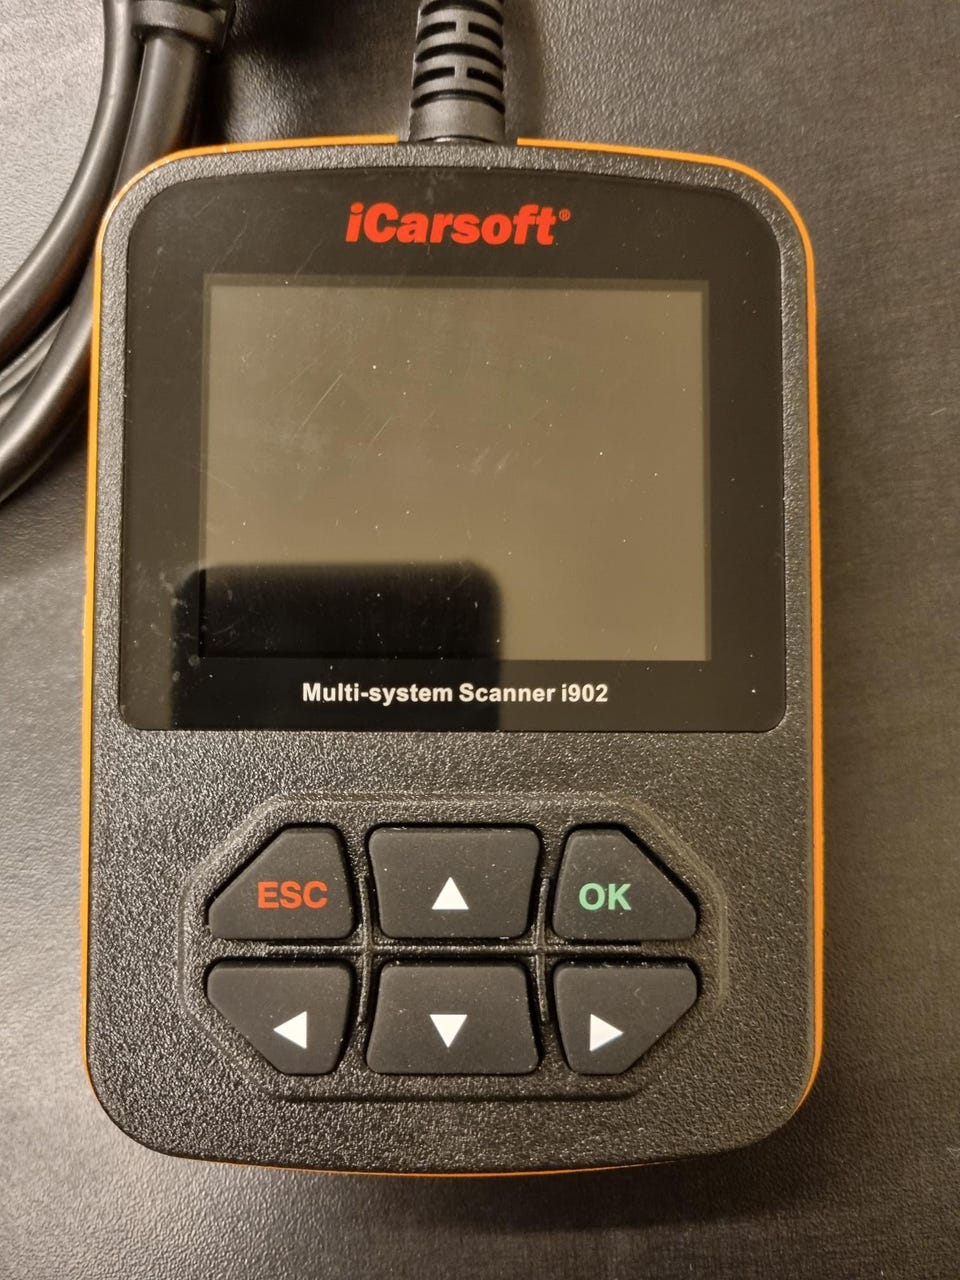 iCarsoft®
Multi-system Scanner i902
ESC
OK